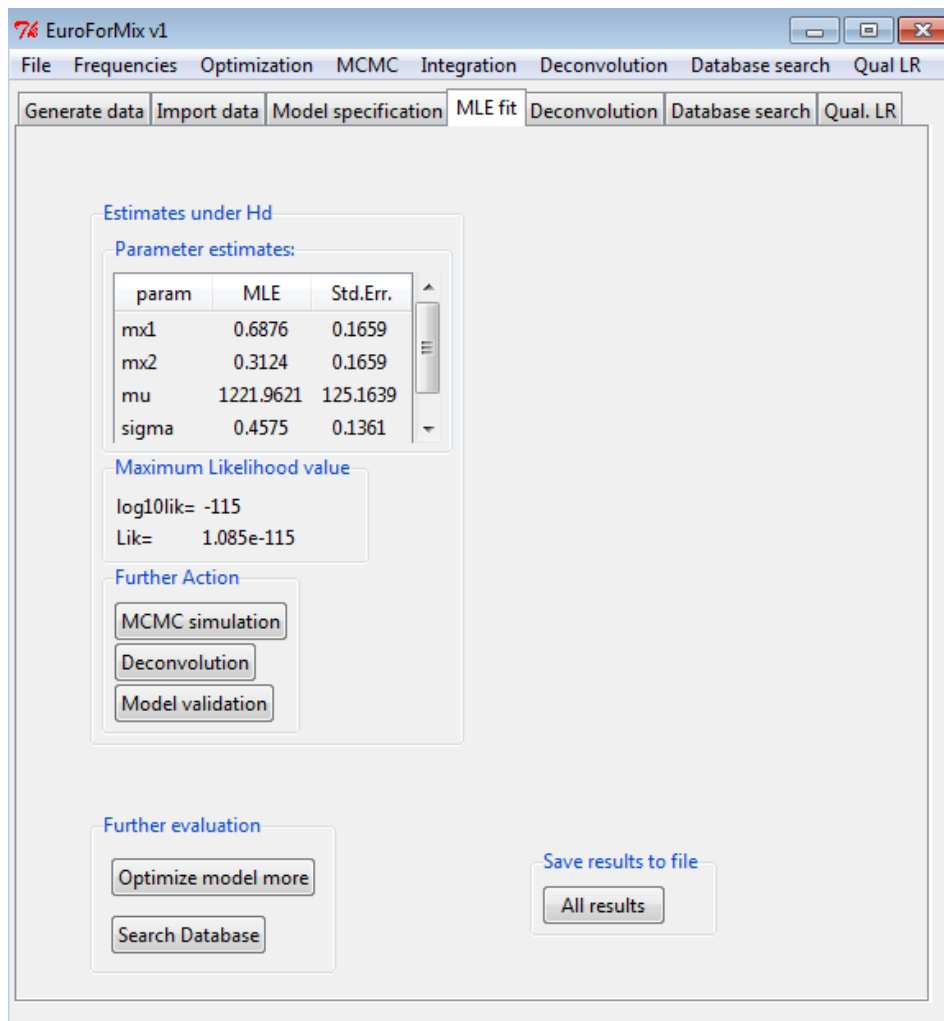 EuroForMix v1
File Frequencies Optimization MCMC Integration Deconvolution Database search Qual LR
Generate data Import data Model specification MLE fit Deconvolution Database search Qual. LR
Estimates under Hd
Parameter estimates:
param MLE Std.Err.
mx1 0.6876 0.1659
mx2 0.3124 0.1659
mu 1221.9621 125.1639
sigma 0.4575 0.1361
Maximum Likelihood value
log10lik= -115
Lik= 1.085e-115
Further Action
MCMC simulation
Deconvolution
Model validation
Further evaluation
Optimize model more
Search Database
Save results to file
All results